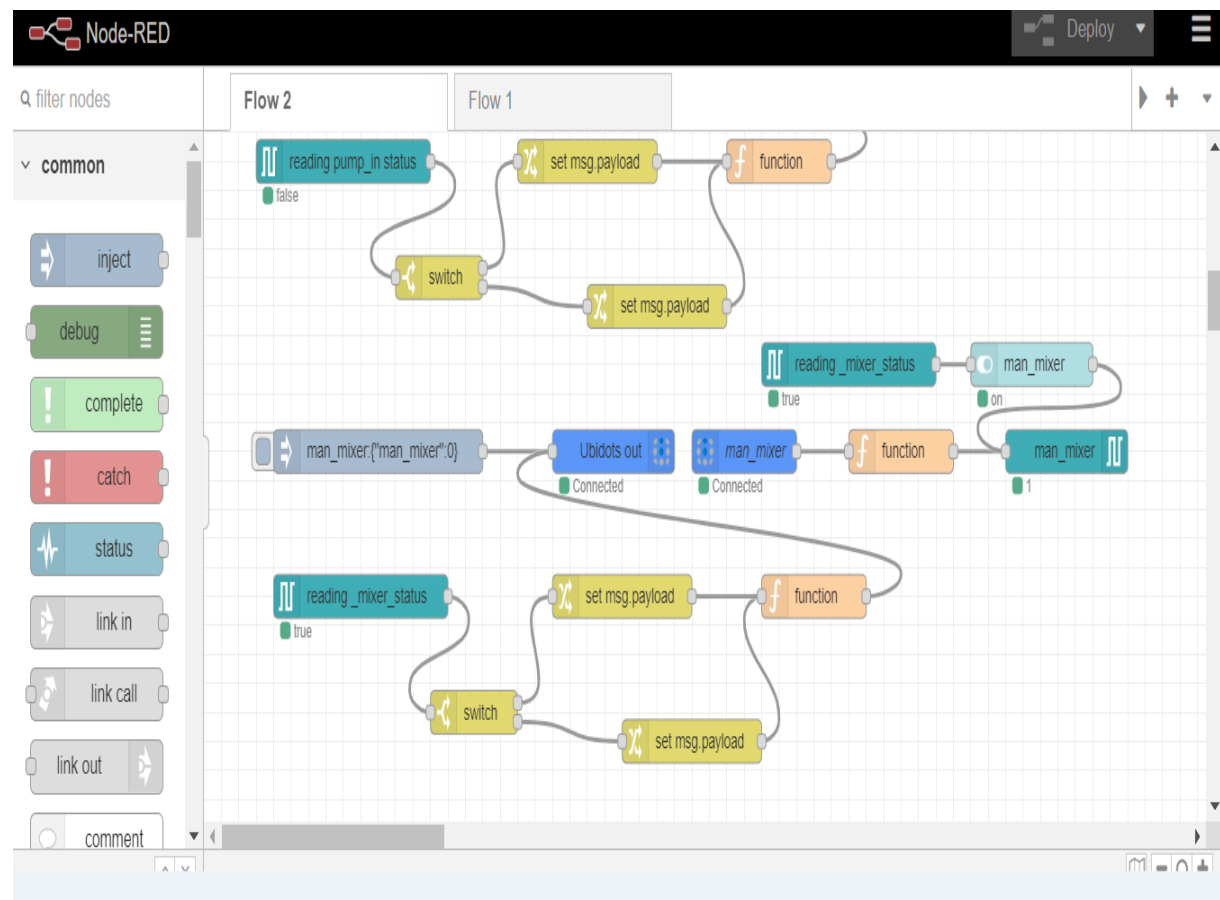 Node-RED
Deploy
filter nodes
Flow 2
Flow 1
common
inject
debug
complete
catch
status
link in
link call
link out
comment
reading pump_in status
false
set msg.payload
function
switch
set msg.payload
reading _mixer_status
true
man_mixer
on
man_mixer:{"man_mixer":0}
Ubidots out
Connected
man_mixer
Connected
function
man_mixer
1
reading _mixer_status
true
set msg.payload
function
switch
set msg.payload